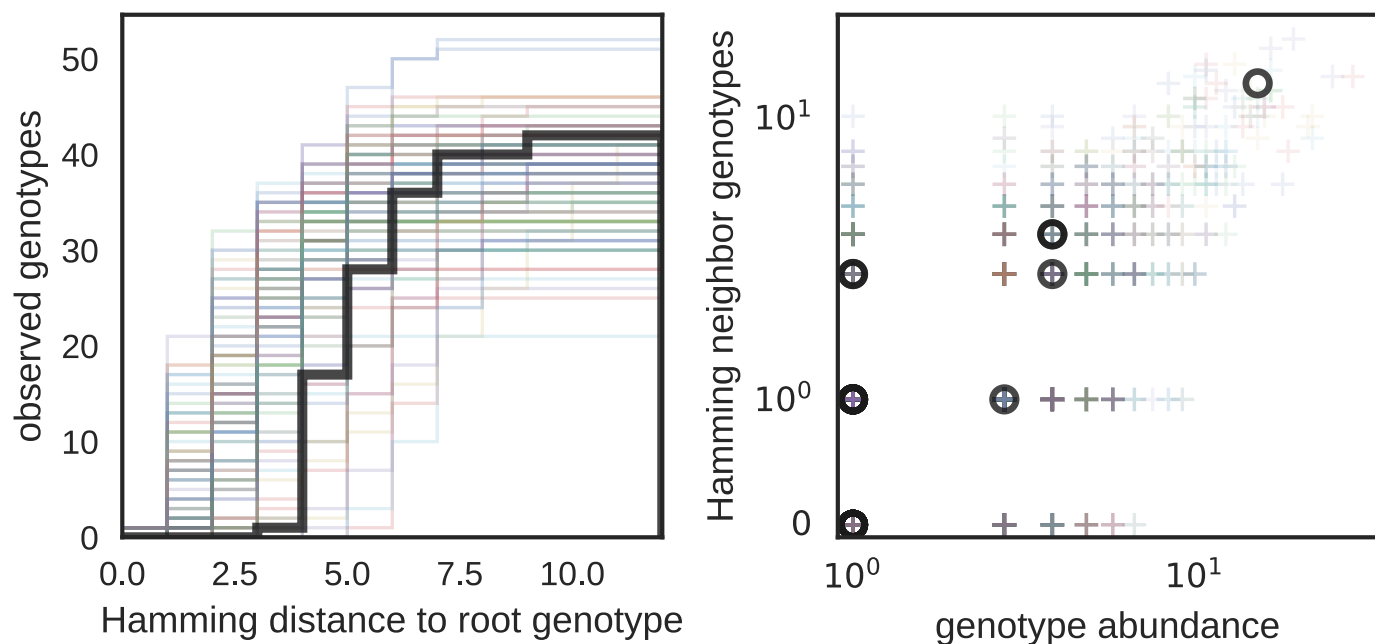 observed genotypes
50
40
30
20
10
0
0.0 2.5 5.0 7.5 10.0
Hamming distance to root genotype
Hamming neighbor genotypes
10¹
10⁰
0
10⁰ 10¹
genotype abundance